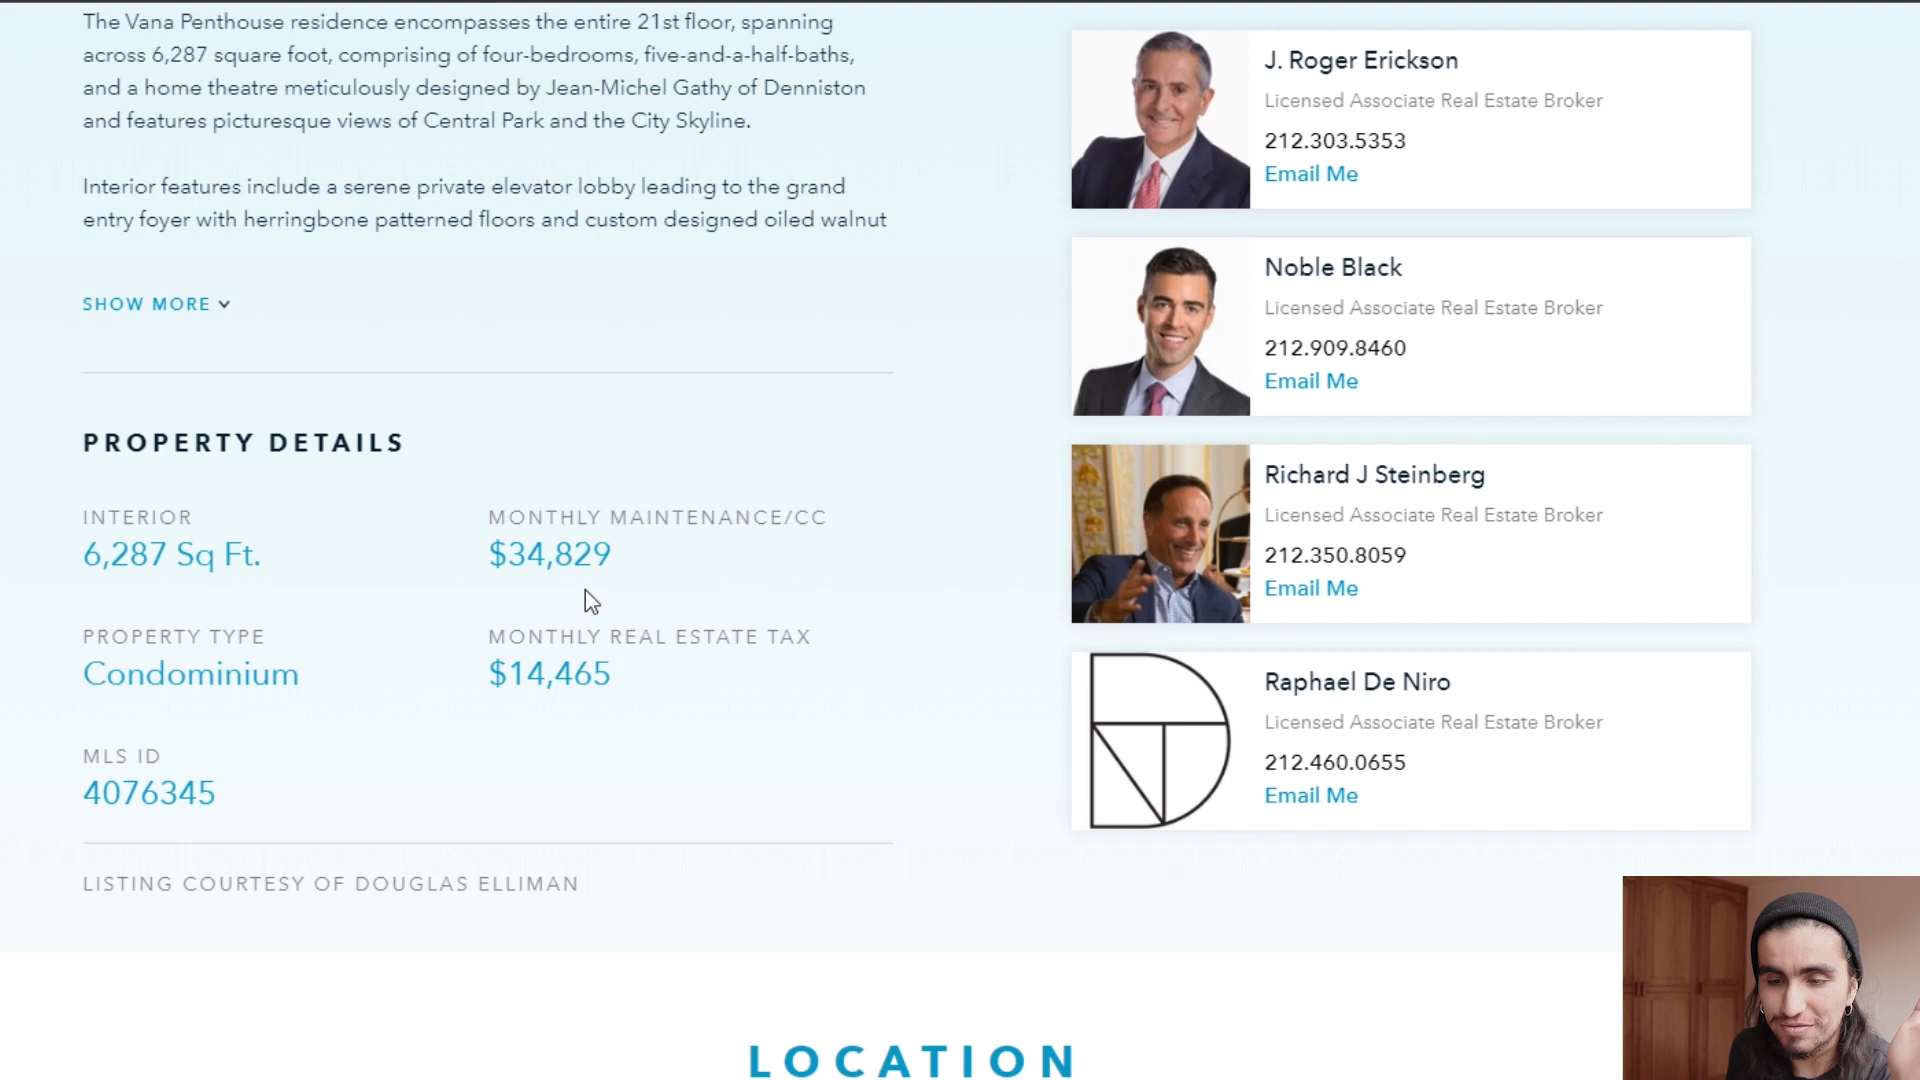 The Vana Penthouse residence encompasses the entire 21st floor, spanning
across 6,287 square foot, comprising of four-bedrooms, five-and-a-half-baths,
and a home theatre meticulously designed by Jean-Michel Gathy of Denniston
and features picturesque views of Central Park and the City Skyline.
Interior features include a serene private elevator lobby leading to the grand
entry foyer with herringbone patterned floors and custom designed oiled walnut
SHOW MORE
PROPERTY DETAILS
INTERIOR
6,287 Sq Ft.
MONTHLY MAINTENANCE/CC
$34,829
PROPERTY TYPE
Condominium
MONTHLY REAL ESTATE TAX
$14,465
MLS ID
4076345
LISTING COURTESY OF DOUGLAS ELLIMAN
J. Roger Erickson
Licensed Associate Real Estate Broker
212.303.5353
Email Me
Noble Black
Licensed Associate Real Estate Broker
212.909.8460
Email Me
Richard J Steinberg
Licensed Associate Real Estate Broker
212.350.8059
Email Me
Raphael De Niro
Licensed Associate Real Estate Broker
212.460.0655
Email Me
LOCATION